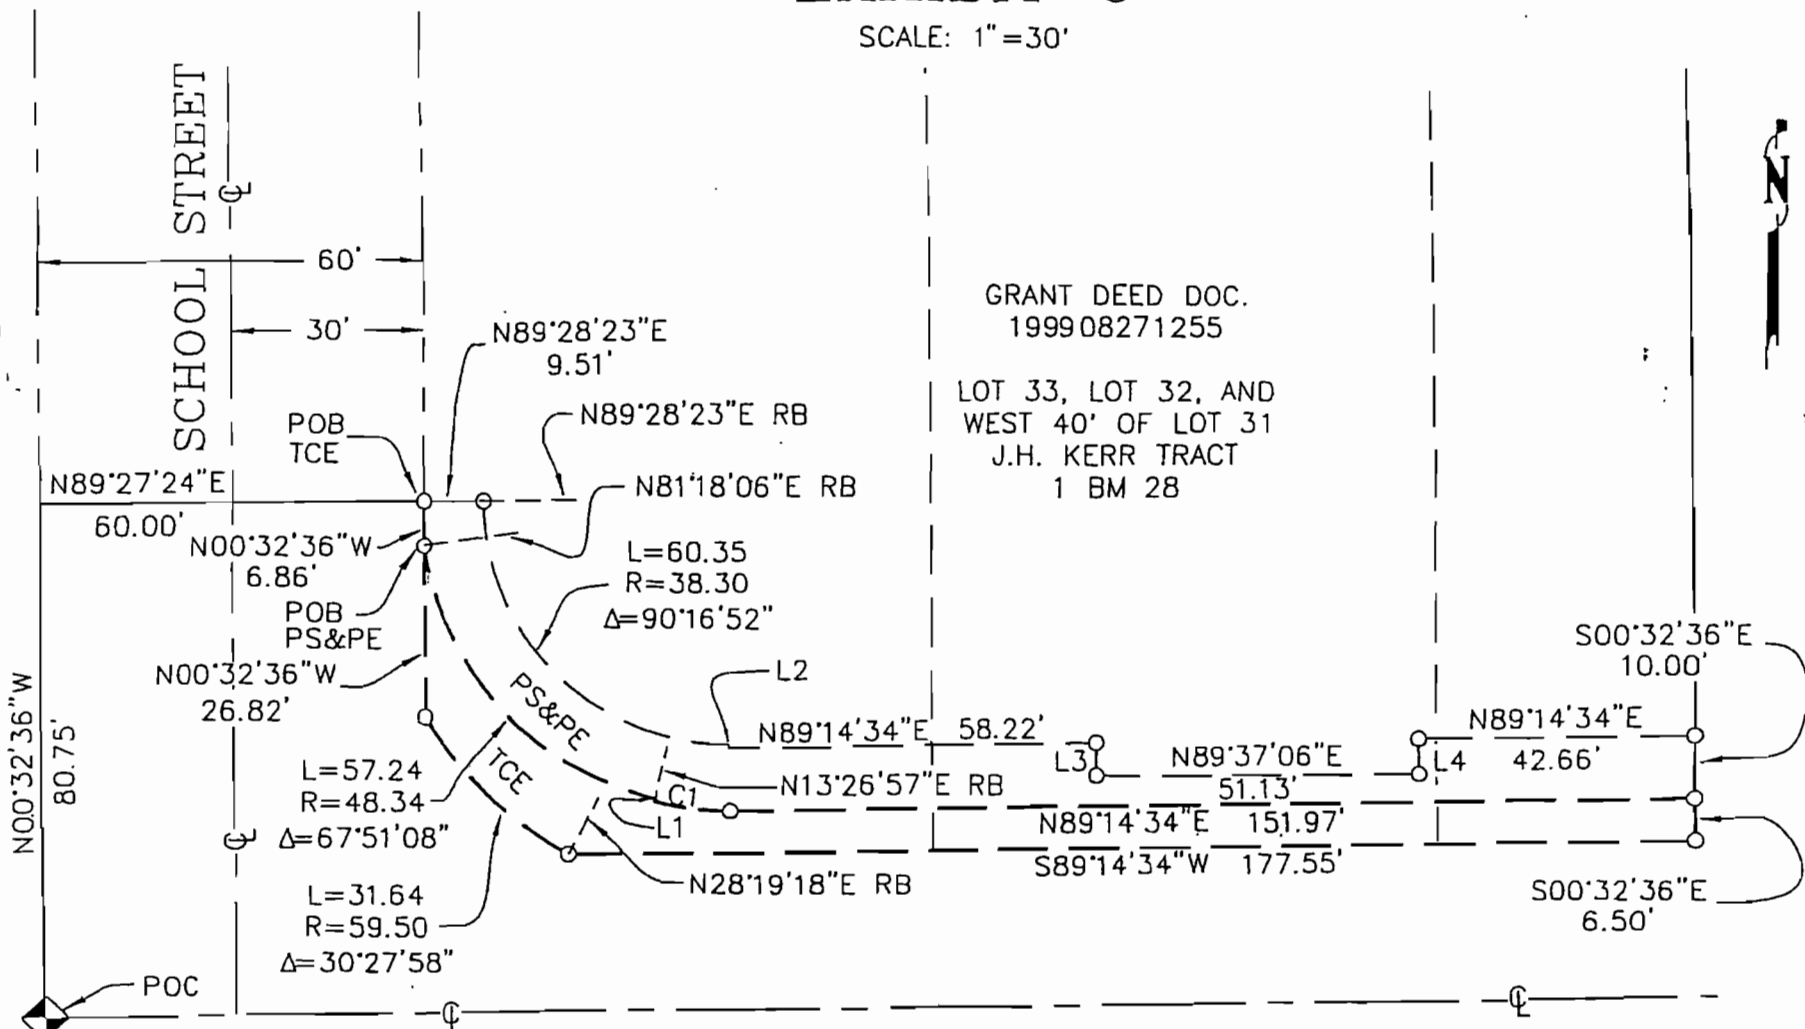 SCALE: 1"=30'
N
SCHOOL STREET
60'
30'
N89°28'23"E
9.51'
GRANT DEED DOC.
199908271255
LOT 33, LOT 32, AND
WEST 40' OF LOT 31
J.H. KERR TRACT
1 BM 28
N89°28'23"E RB
POB
TCE
N89°27'24"E
60.00'
N81°18'06"E RB
N00°32'36"W
6.86'
L=60.35
R=38.30
Δ=90°16'52"
POB
PS&PE
N00°32'36"W
26.82'
S00°32'36"E
10.00'
L2
PS&PE
TCE
N89°14'34"E 58.22'
N89°14'34"E
42.66'
L3
N89°37'06"E
51.13'
L4
N13°26'57"E RB
C1
L1
N0°32'36"W
80.75'
L=57.24
R=48.34
Δ=67°51'08"
N89°14'34"E 151.97'
S89°14'34"W 177.55'
N28°19'18"E RB
S00°32'36"E
6.50'
L=31.64
R=59.50
Δ=30°27'58"
POC